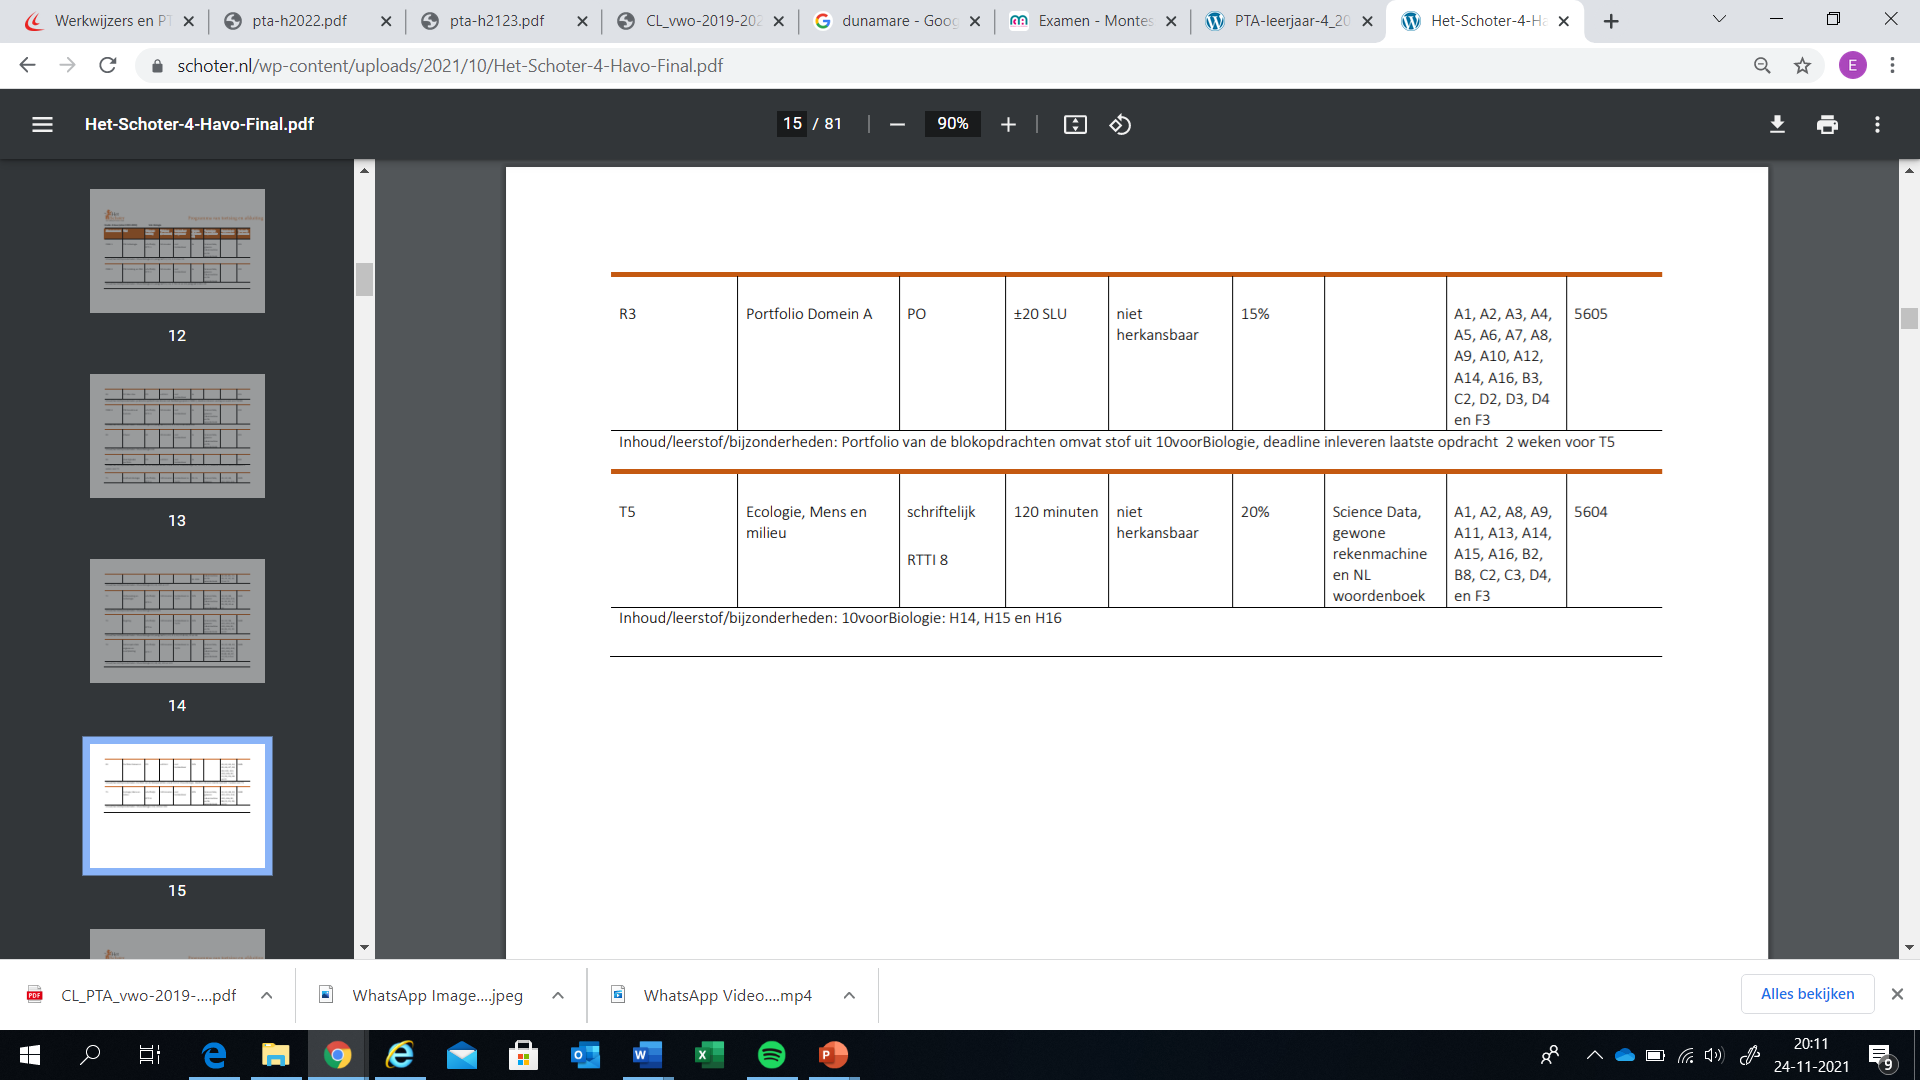 Werkwijzers en PT
pta-h2022.pdf
pta-h2123.pdf
CL_vwo-2019-202
dunamare - Goog
Examen - Montes
PTA-leerjaar-4_20
Het-Schoter-4-Ha
schoter.nl/wp-content/uploads/2021/10/Het-Schoter-4-Havo-Final.pdf
E
Het-Schoter-4-Havo-Final.pdf
15 / 81
90%
12
13
14
15
R3
Portfolio Domein A
PO
±20 SLU
niet
herkansbaar
15%
A1, A2, A3, A4,
A5, A6, A7, A8,
A9, A10, A12,
A14, A16, B3,
C2, D2, D3, D4
en F3
5605
Inhoud/leerstof/bijzonderheden: Portfolio van de blokopdrachten omvat stof uit 10voorBiologie, deadline inleveren laatste opdracht 2 weken voor T5
T5
Ecologie, Mens en
milieu
schriftelijk
RTTI 8
120 minuten
niet
herkansbaar
20%
Science Data,
gewone
rekenmachine
en NL
woordenboek
A1, A2, A8, A9,
A11, A13, A14,
A15, A16, B2,
B8, C2, C3, D4,
en F3
5604
Inhoud/leerstof/bijzonderheden: 10voorBiologie: H14, H15 en H16
CL_PTA_vwo-2019-....pdf
WhatsApp Image....jpeg
WhatsApp Video....mp4
Alles bekijken
20:11
24-11-2021
9